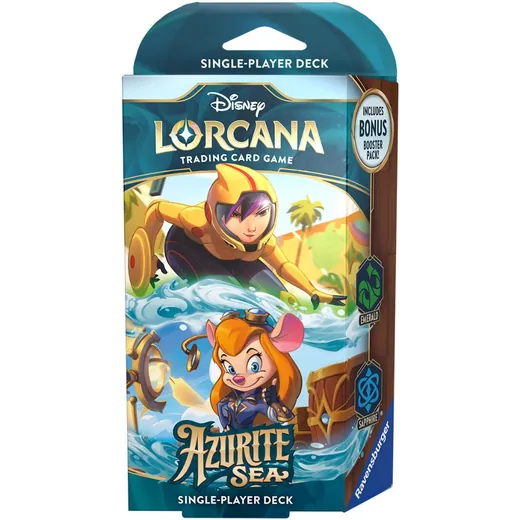 SINGLE-PLAYER DECK
Disney
LORCANA
TRADING CARD GAME
INCLUDES
BONUS
BOOSTER
PACK!
EMERALD
SAPPHIRE
AZURITE
SEA
SINGLE-PLAYER DECK
Ravensburger